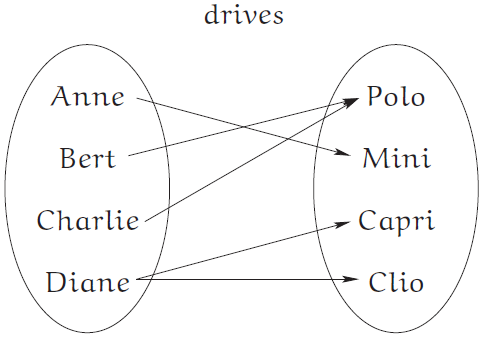 drives
Anne Polo
Bert Mini
Charlie Capri
Diane Clio